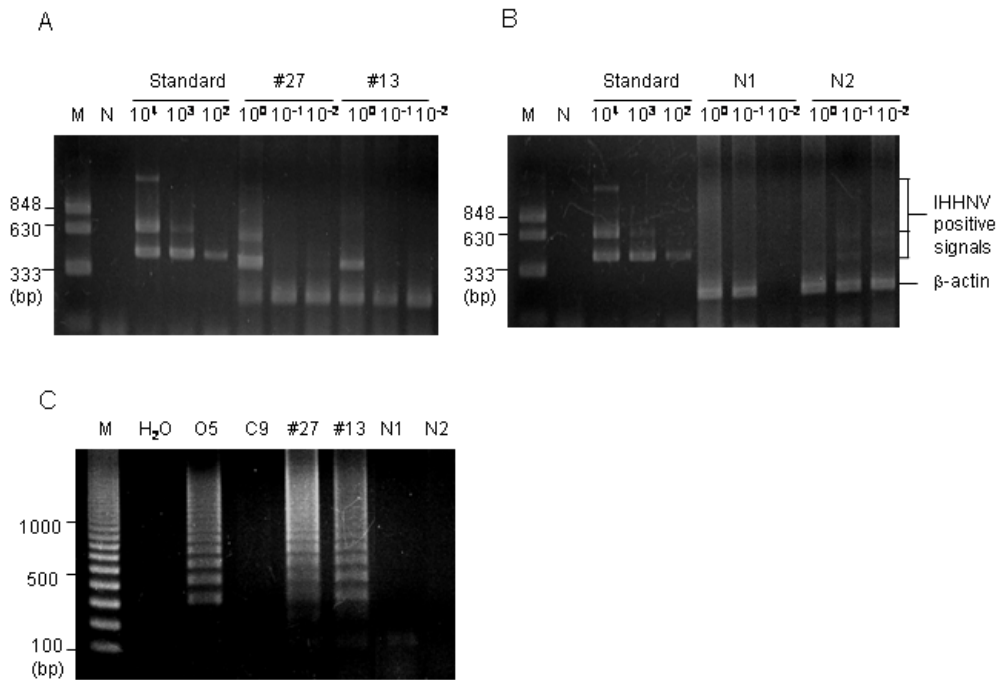 A
Standard #27 #13
M N 10⁴ 10³ 10² 10⁰ 10⁻¹ 10⁻² 10⁰ 10⁻¹ 10⁻²
848
630
333
(bp)
B
Standard N1 N2
M N 10⁴ 10³ 10² 10⁰ 10⁻¹ 10⁻² 10⁰ 10⁻¹ 10⁻²
848
630
333
(bp)
IHHNV
positive
signals
β-actin
C
M H₂O O5 C9 #27 #13 N1 N2
1000
500
100
(bp)